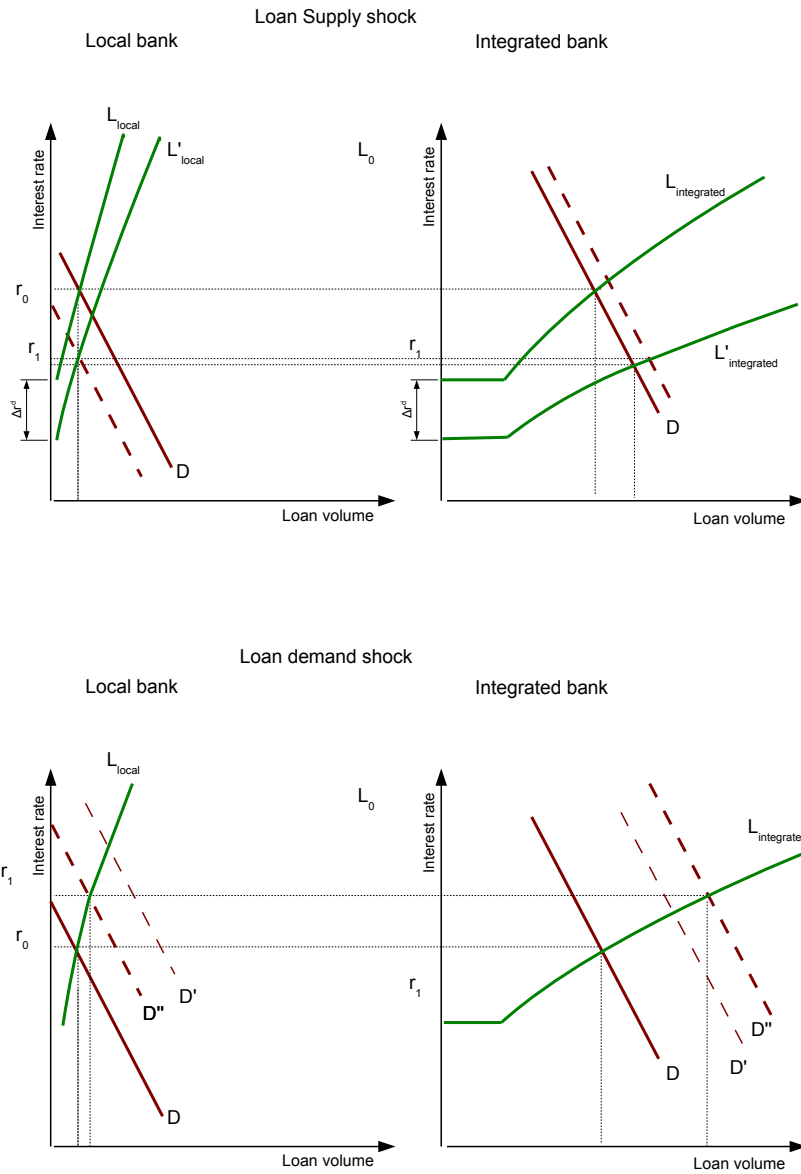 Loan Supply shock
Local bank
Integrated bank
L_local
L'_local
L_0
L_integrated
Interest rate
Interest rate
r_0
r_1
r_1
L'_integrated
Δr^d
Δr^d
D
D
Loan volume
Loan volume
Loan demand shock
Local bank
Integrated bank
L_local
L_0
L_integrate
Interest rate
Interest rate
r_1
r_0
r_1
D'
D''
D''
D'
D
D
Loan volume
Loan volume